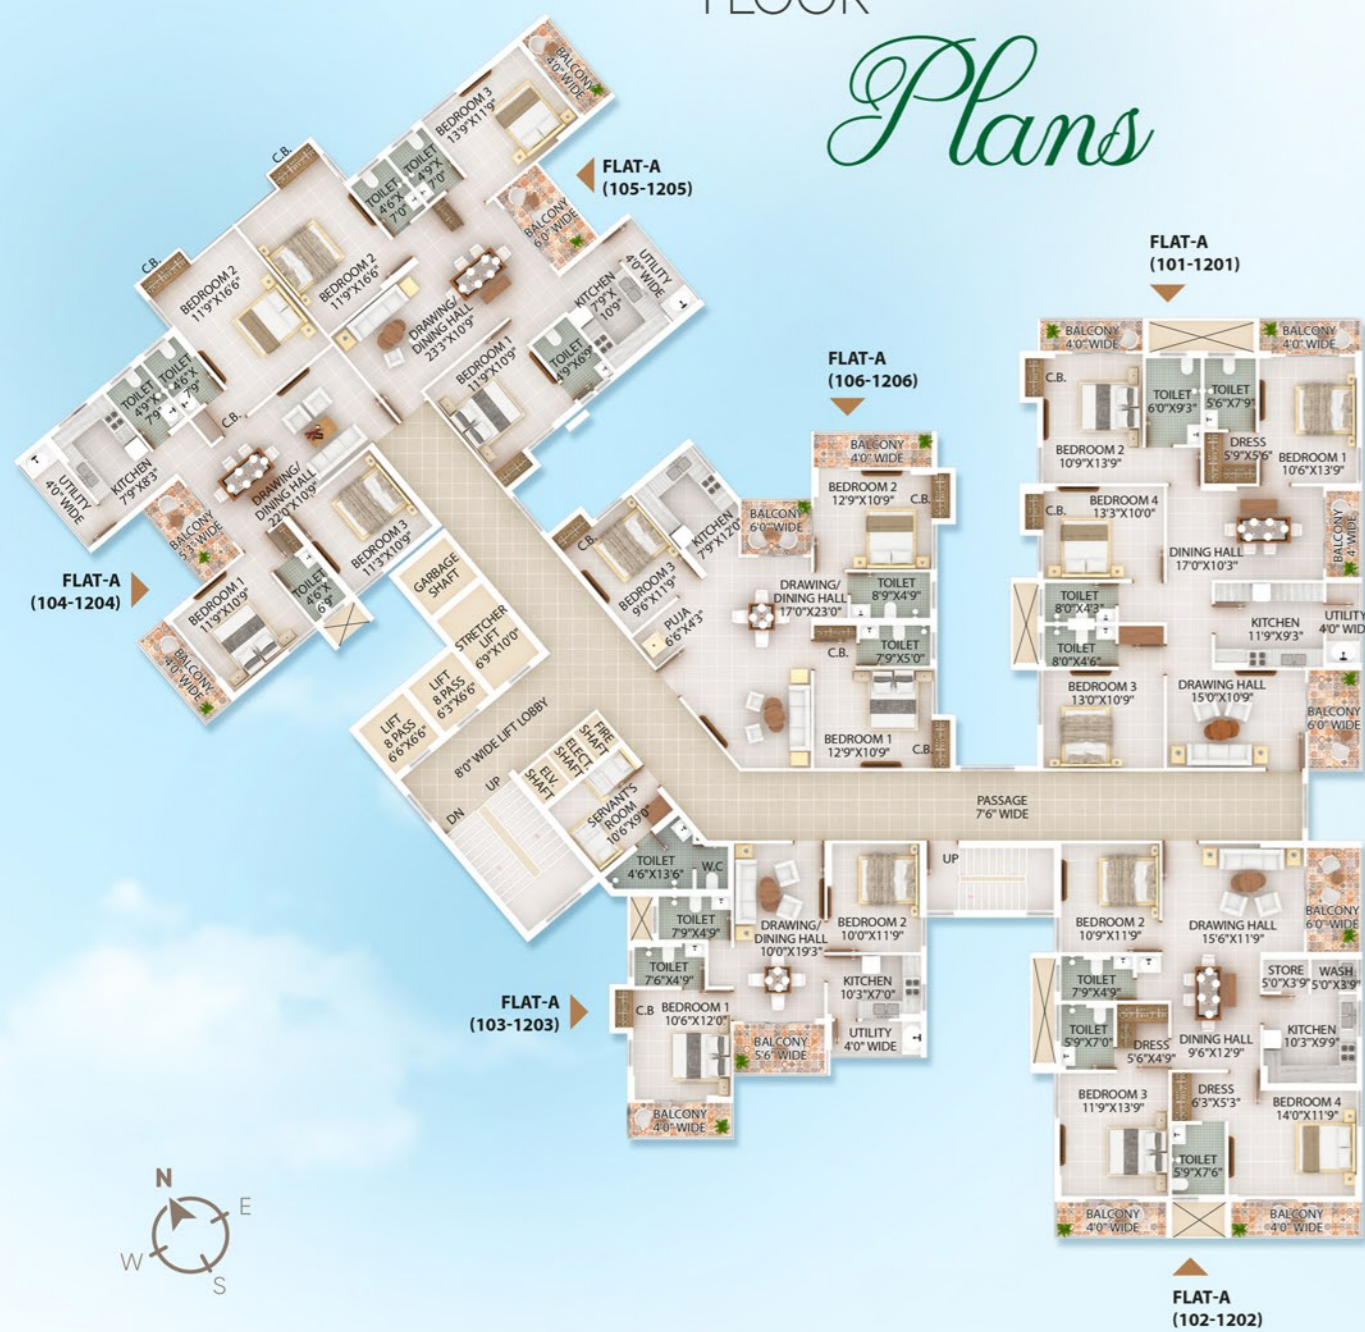 FLOOR
Plans
FLAT-A
(105-1205)
BALCONY
4'0" WIDE
BEDROOM 3
13'9"X11'9"
TOILET
4'9"X
7'0"
TOILET
4'6"X
7'0"
C.B.
BALCONY
6'0" WIDE
BEDROOM 2
11'9"X16'6"
DRAWING/
DINING HALL
23'3"X10'9"
KITCHEN
7'9"X
10'9"
UTILITY
4'0" WIDE
TOILET
4'9"X6'9"
BEDROOM 1
11'9"X10'9"
FLAT-A
(104-1204)
C.B.
BEDROOM 2
11'9"X16'6"
TOILET
4'6"X
7'9"
TOILET
4'9"X
7'9"
C.B.
KITCHEN
7'9"X8'3"
UTILITY
4'0" WIDE
DRAWING/
DINING HALL
22'0"X10'9"
BALCONY
5'3" WIDE
BEDROOM 3
11'3"X10'9"
TOILET
4'6"X
6'9"
BEDROOM 1
11'9"X10'9"
BALCONY
4'0" WIDE
GARBAGE
SHAFT
STRETCHER
LIFT
6'9"X10'0"
LIFT
8 PASS
6'3"X6'6"
LIFT
8 PASS
6'6"X6'6"
8'0" WIDE LIFT LOBBY
FIRE
SHAFT
ELECT.
SHAFT
ELV.
SHAFT
UP
DN
SERVANT'S
ROOM
10'6"X9'0"
TOILET
4'6"X13'6"
W.C
FLAT-A
(106-1206)
BALCONY
4'0" WIDE
BEDROOM 2
12'9"X10'9"
C.B.
BALCONY
6'0" WIDE
KITCHEN
7'9"X12'0"
C.B.
BEDROOM 3
9'6"X11'9"
PUJA
6'6"X4'3"
DRAWING/
DINING HALL
17'0"X23'0"
TOILET
8'9"X4'9"
TOILET
7'9"X5'0"
C.B.
BEDROOM 1
12'9"X10'9"
C.B.
FLAT-A
(101-1201)
BALCONY
4'0" WIDE
BALCONY
4'0" WIDE
C.B.
TOILET
6'0"X9'3"
TOILET
5'6"X7'9"
BEDROOM 2
10'9"X13'9"
DRESS
5'9"X5'6"
BEDROOM 1
10'6"X13'9"
BEDROOM 4
13'3"X10'0"
C.B.
DINING HALL
17'0"X10'3"
BALCONY
4' WIDE
TOILET
8'0"X4'3"
TOILET
8'0"X4'6"
KITCHEN
11'9"X9'3"
UTILITY
4'0" WID
BEDROOM 3
13'0"X10'9"
DRAWING HALL
15'0"X10'9"
BALCONY
6'0" WIDE
PASSAGE
7'6" WIDE
UP
FLAT-A
(103-1203)
TOILET
7'9"X4'9"
DRAWING/
DINING HALL
10'0"X19'3"
BEDROOM 2
10'0"X11'9"
TOILET
7'6"X4'9"
C.B
BEDROOM 1
10'6"X12'0"
KITCHEN
10'3"X7'0"
UTILITY
4'0" WIDE
BALCONY
5'6" WIDE
BALCONY
4'0" WIDE
BEDROOM 2
10'9"X11'9"
DRAWING HALL
15'6"X11'9"
BALCONY
6'0" WIDE
TOILET
7'9"X4'9"
STORE
5'0"X3'9"
WASH
5'0"X3'9"
TOILET
5'9"X7'0"
DRESS
5'6"X4'9"
DINING HALL
9'6"X12'9"
KITCHEN
10'3"X9'9"
BEDROOM 3
11'9"X13'9"
DRESS
6'3"X5'3"
BEDROOM 4
14'0"X11'9"
TOILET
5'9"X7'6"
BALCONY
4'0" WIDE
BALCONY
4'0" WIDE
FLAT-A
(102-1202)
N
E
W
S